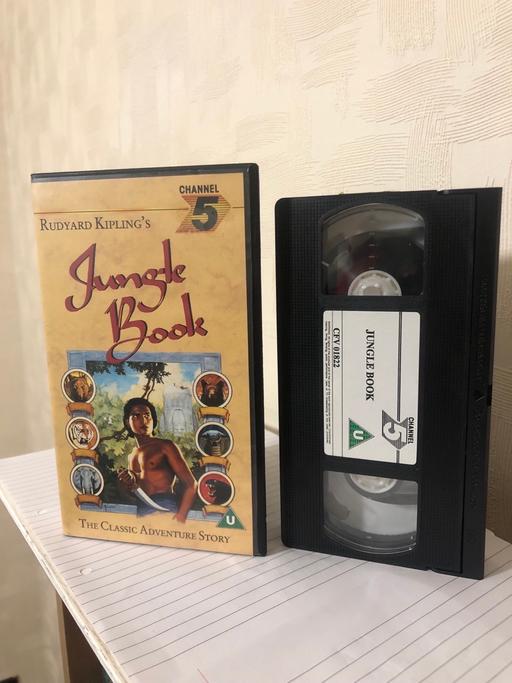 CHANNEL
5
RUDYARD KIPLING'S
Jungle
Book
U
THE CLASSIC ADVENTURE STORY
CFV 01822
JUNGLE BOOK
CHANNEL
5
U